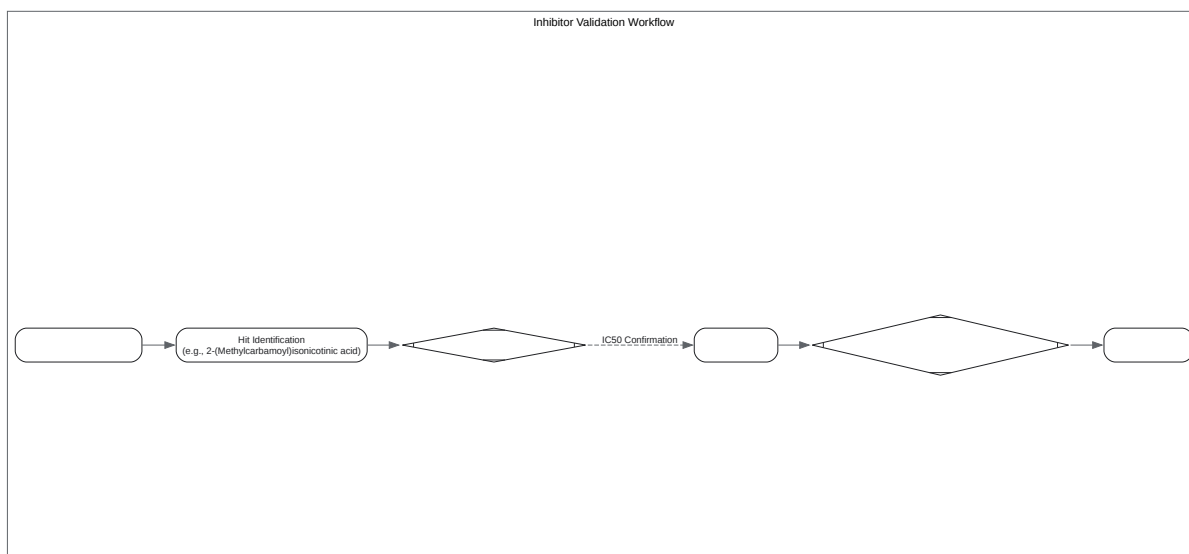 Inhibitor Validation Workflow
Hit Identification
(e.g., 2-(Methylcarbamoyl)isonicotinic acid)
IC50 Confirmation